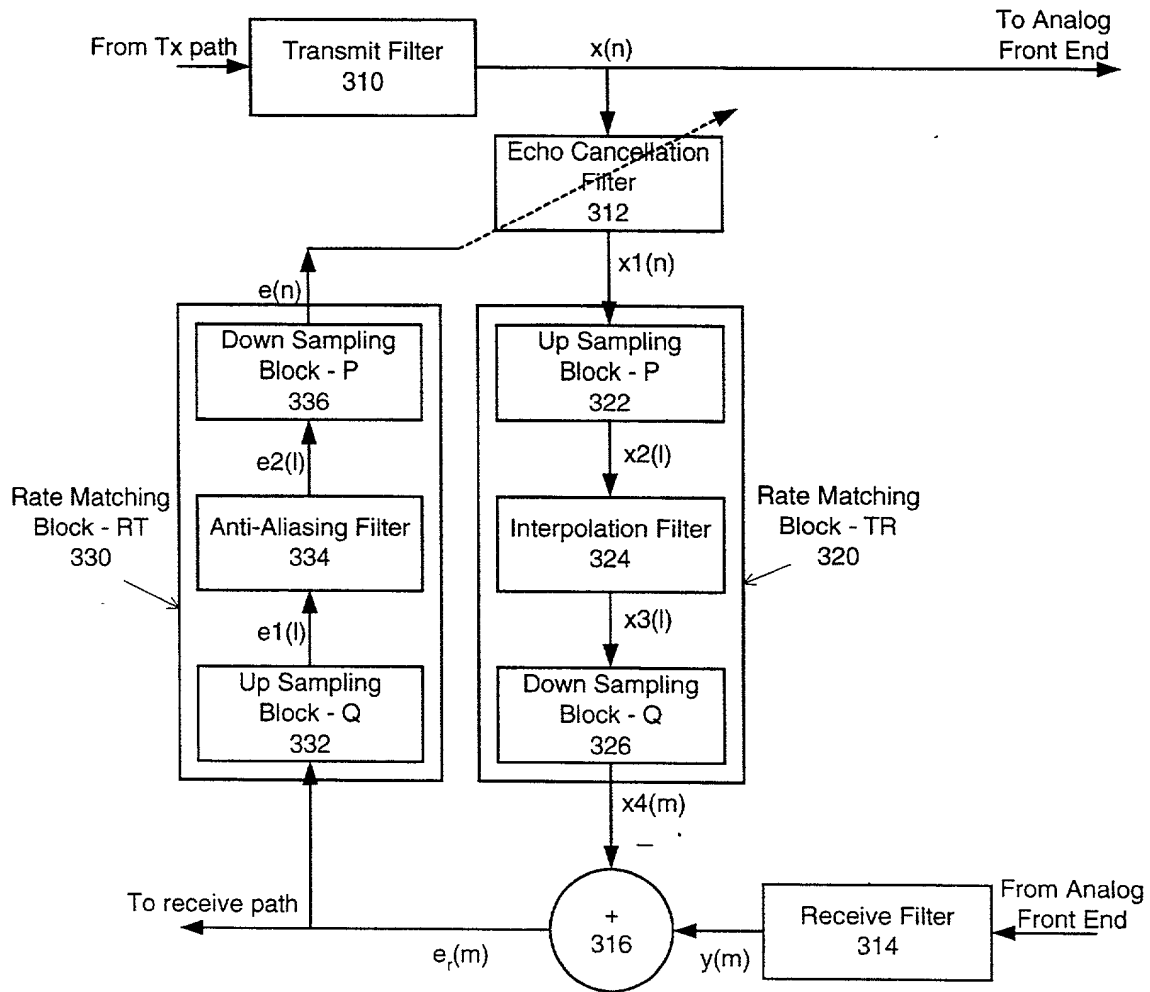 From Tx path
Transmit Filter
310
x(n)
To Analog
Front End
Echo Cancellation
Filter
312
e(n)
x1(n)
Down Sampling
Block - P
336
Up Sampling
Block - P
322
e2(l)
x2(l)
Rate Matching
Block - RT
330
Anti-Aliasing Filter
334
Interpolation Filter
324
Rate Matching
Block - TR
320
e1(l)
x3(l)
Up Sampling
Block - Q
332
Down Sampling
Block - Q
326
x4(m)
–
To receive path
er(m)
+
316
y(m)
Receive Filter
314
From Analog
Front End